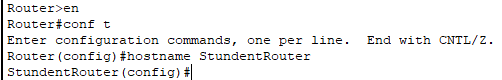 Router>en
Router#conf t
Enter configuration commands, one per line.  End with CNTL/Z.
Router(config)#hostname StundentRouter
StundentRouter(config)#